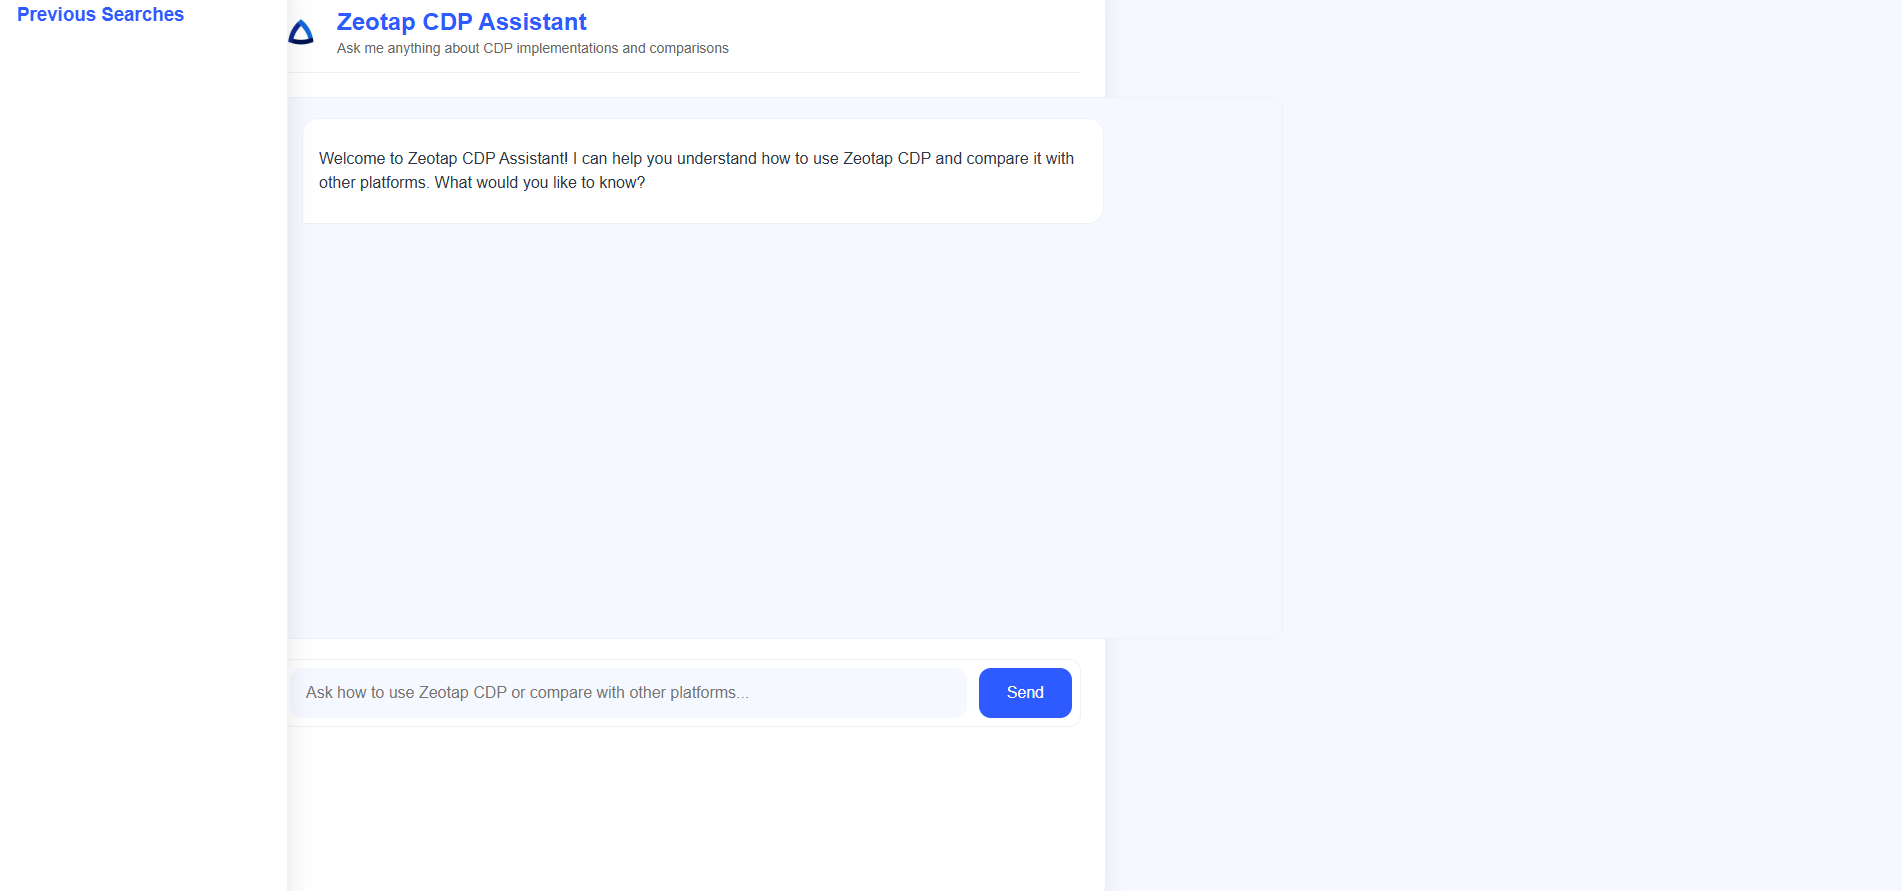 Previous Searches
Zeotap CDP Assistant
Ask me anything about CDP implementations and comparisons
Welcome to Zeotap CDP Assistant! I can help you understand how to use Zeotap CDP and compare it with
other platforms. What would you like to know?
Ask how to use Zeotap CDP or compare with other platforms...
Send